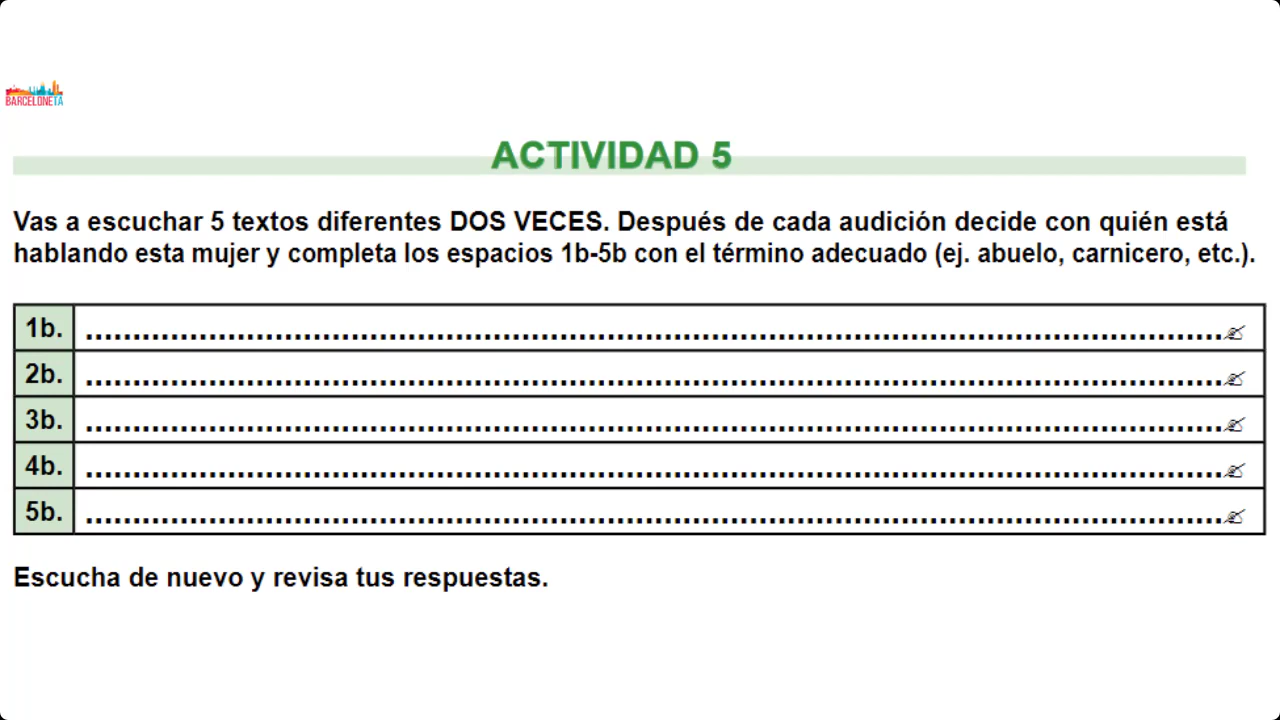 BARCELONETA
ACTIVIDAD 5
Vas a escuchar 5 textos diferentes DOS VECES. Después de cada audición decide con quién está
hablando esta mujer y completa los espacios 1b-5b con el término adecuado (ej. abuelo, carnicero, etc.).
1b. ........................................................................................................................
2b. ........................................................................................................................
3b. ........................................................................................................................
4b. ........................................................................................................................
5b. ........................................................................................................................
Escucha de nuevo y revisa tus respuestas.